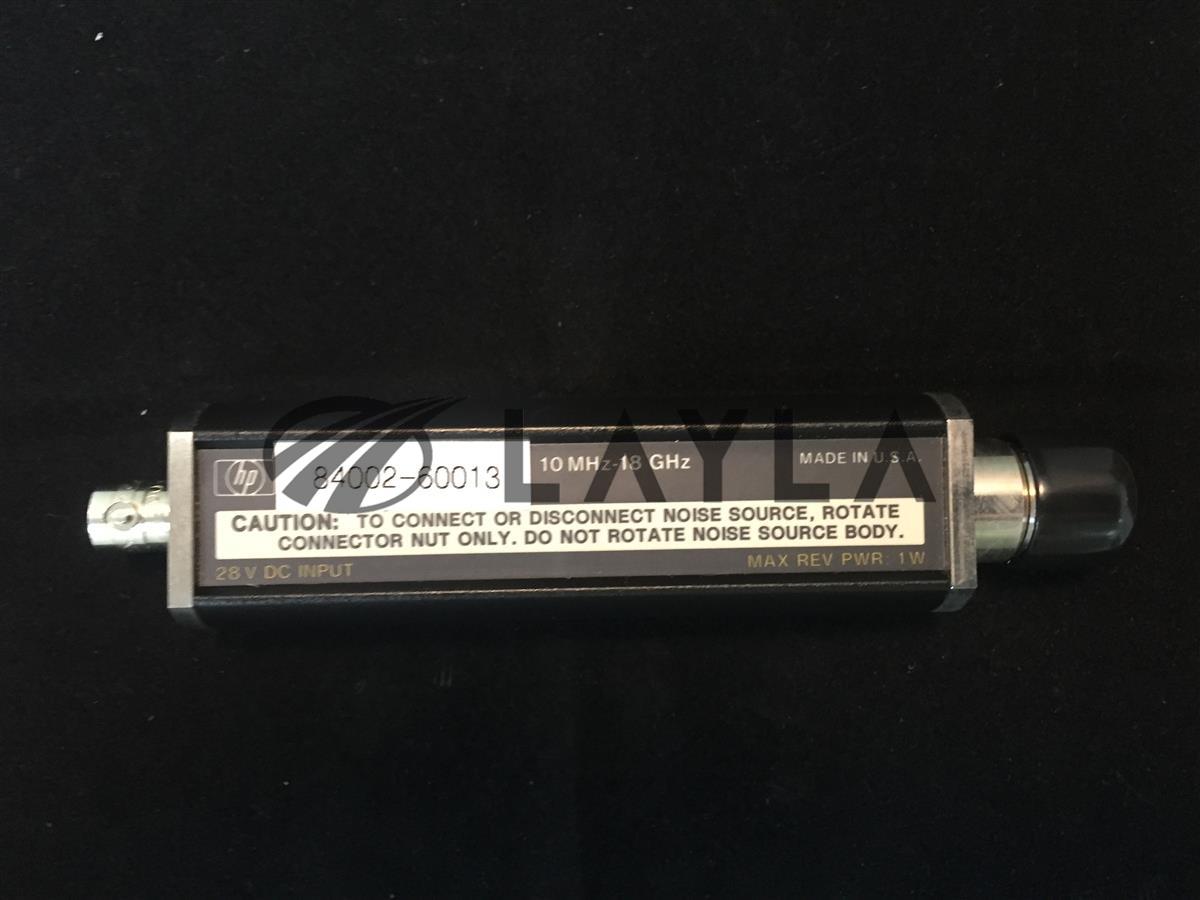 LAYLA
hp 84002-60013 10 MHz-18 GHz MADE IN U.S.A.
CAUTION: TO CONNECT OR DISCONNECT NOISE SOURCE, ROTATE
CONNECTOR NUT ONLY. DO NOT ROTATE NOISE SOURCE BODY.
28 V DC INPUT MAX REV PWR: 1W